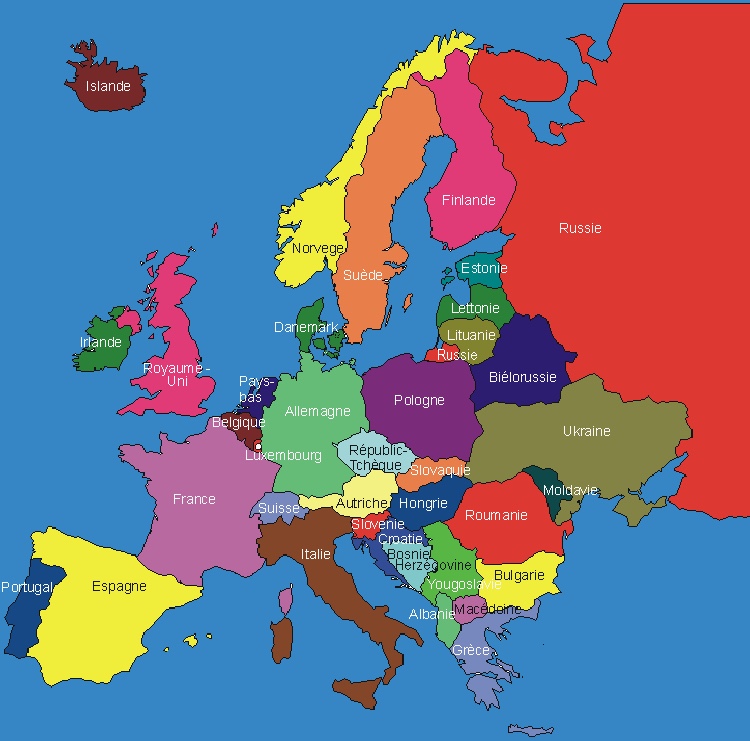 Islande
Finlande
Russie
Norvege
Suède
Estonie
Lettonie
Danemark
Lituanie
Irlande
Russie
Royaume-
Uni
Biélorussie
Pays-
bas
Pologne
Allemagne
Belgique
Ukraine
Républic-
Tchèque
Luxembourg
Slovaquie
Moldavie
France
Autriche
Hongrie
Suisse
Roumanie
Slovenie
Croatie
Italie
Bosnie
Herzégovinel
Bulgarie
Yougoslavie
Portugal
Espagne
Macédoine
Albanie
Grèce